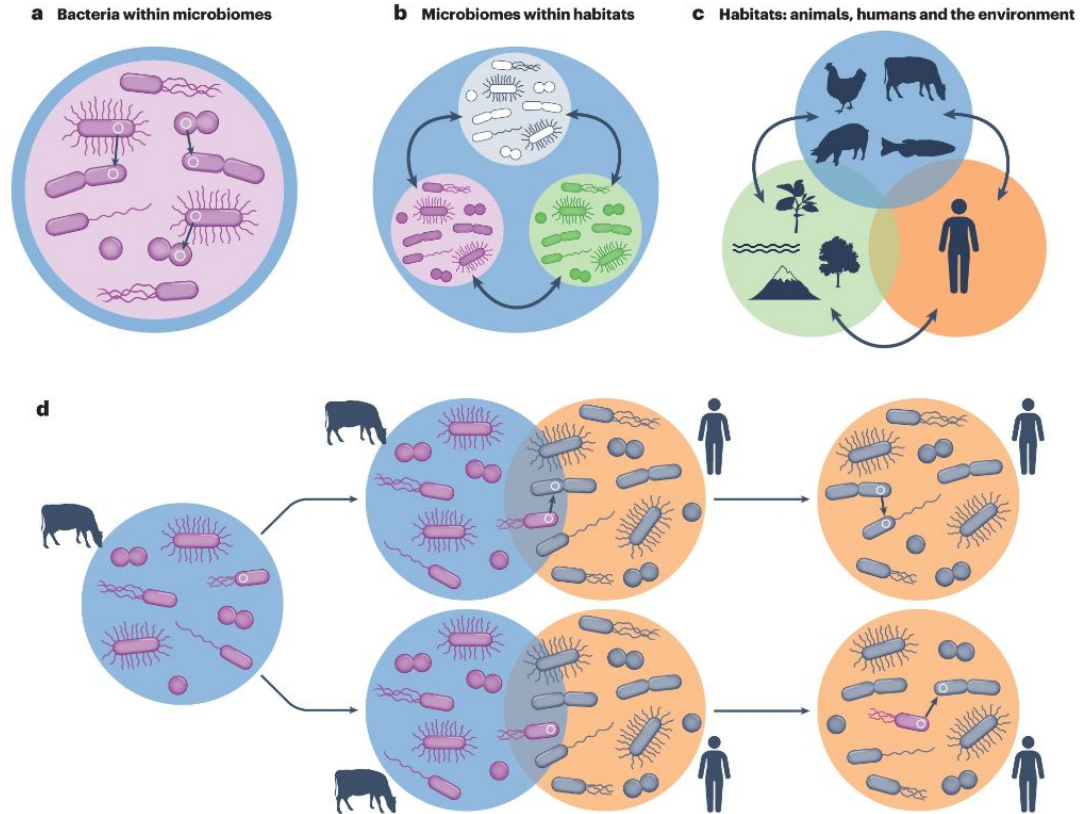 a Bacteria within microbiomes
b Microbiomes within habitats
c Habitats: animals, humans and the environment
d